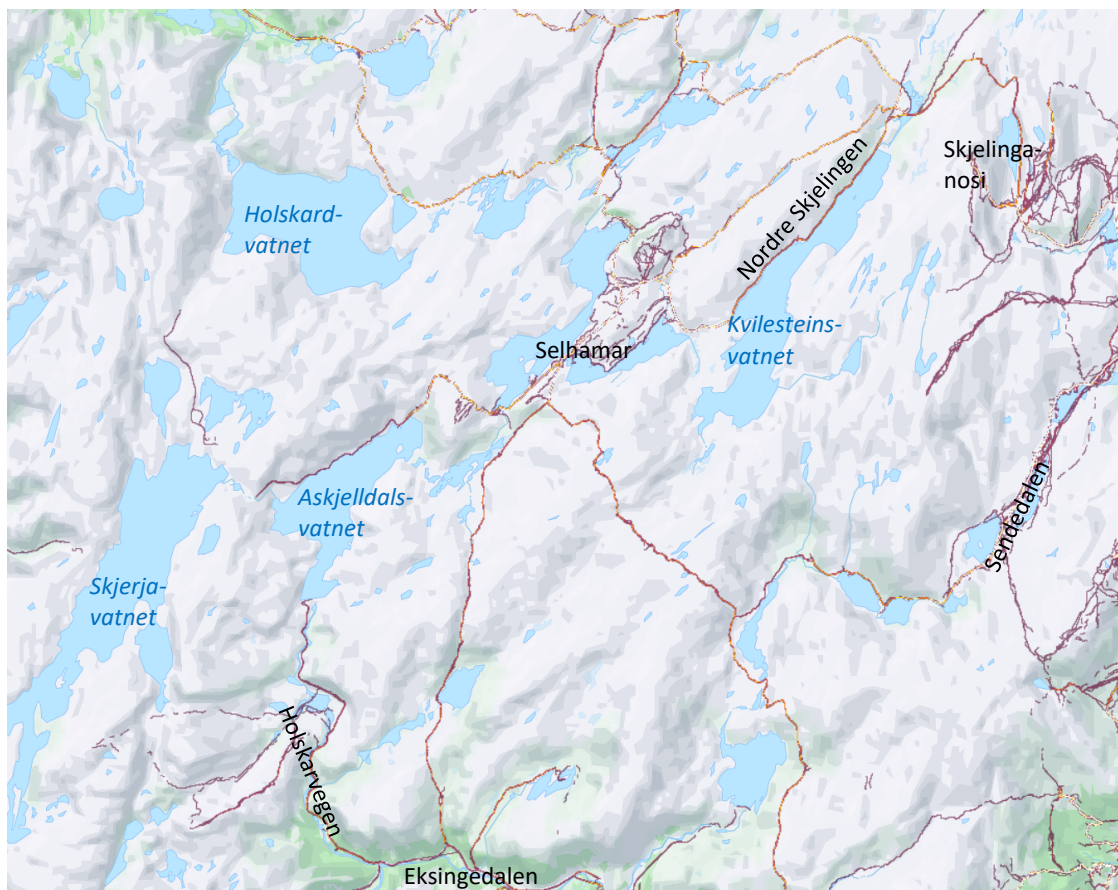 Skjelinga-
nosi
Holskard-
vatnet
Nordre Skjelingen
Kvilesteins-
vatnet
Selhamar
Askjelldals-
vatnet
Sendedalen
Skjerja-
vatnet
Holskarvegen
Eksingedalen